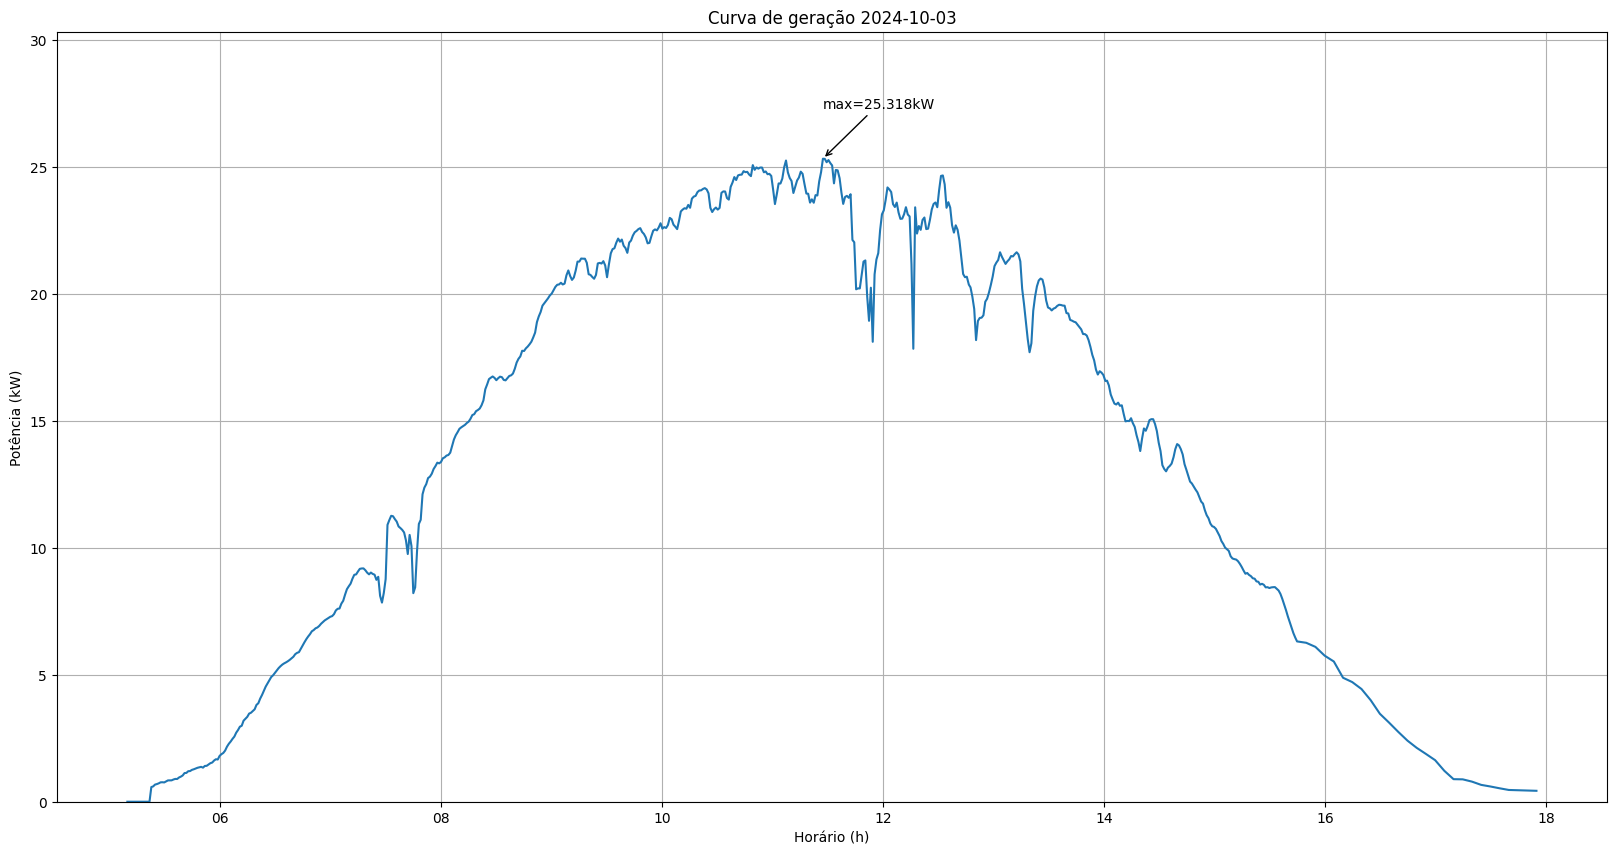 Curva de geração 2024-10-03
30
max=25.318kW
25
20
15
10
5
0
Potência (kW)
06 08 10 12 14 16 18
Horário (h)